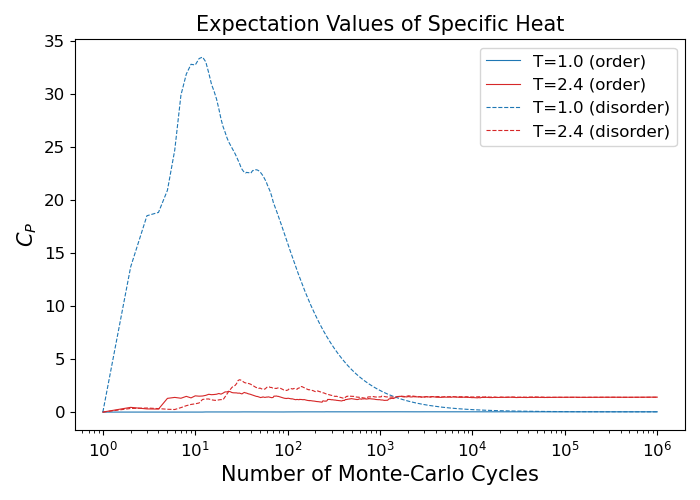 Expectation Values of Specific Heat
35
30
25
20
15
10
5
0
C_P
T=1.0 (order)
T=2.4 (order)
T=1.0 (disorder)
T=2.4 (disorder)
10^0 10^1 10^2 10^3 10^4 10^5 10^6
Number of Monte-Carlo Cycles